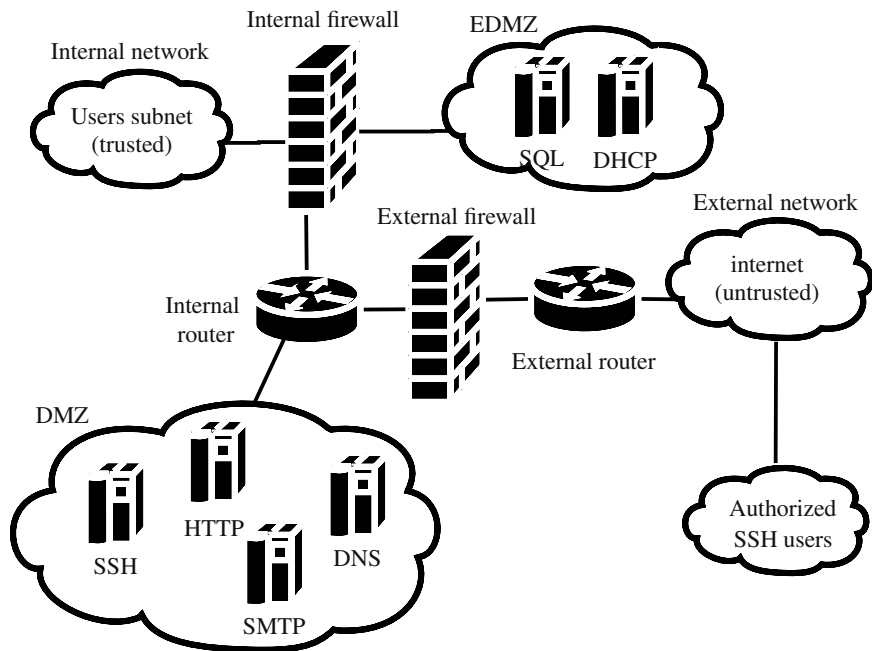 Internal firewall
EDMZ
Internal network
Users subnet
(trusted)
SQL
DHCP
External firewall
External network
internet
(untrusted)
Internal
router
External router
DMZ
HTTP
SSH
DNS
SMTP
Authorized
SSH users